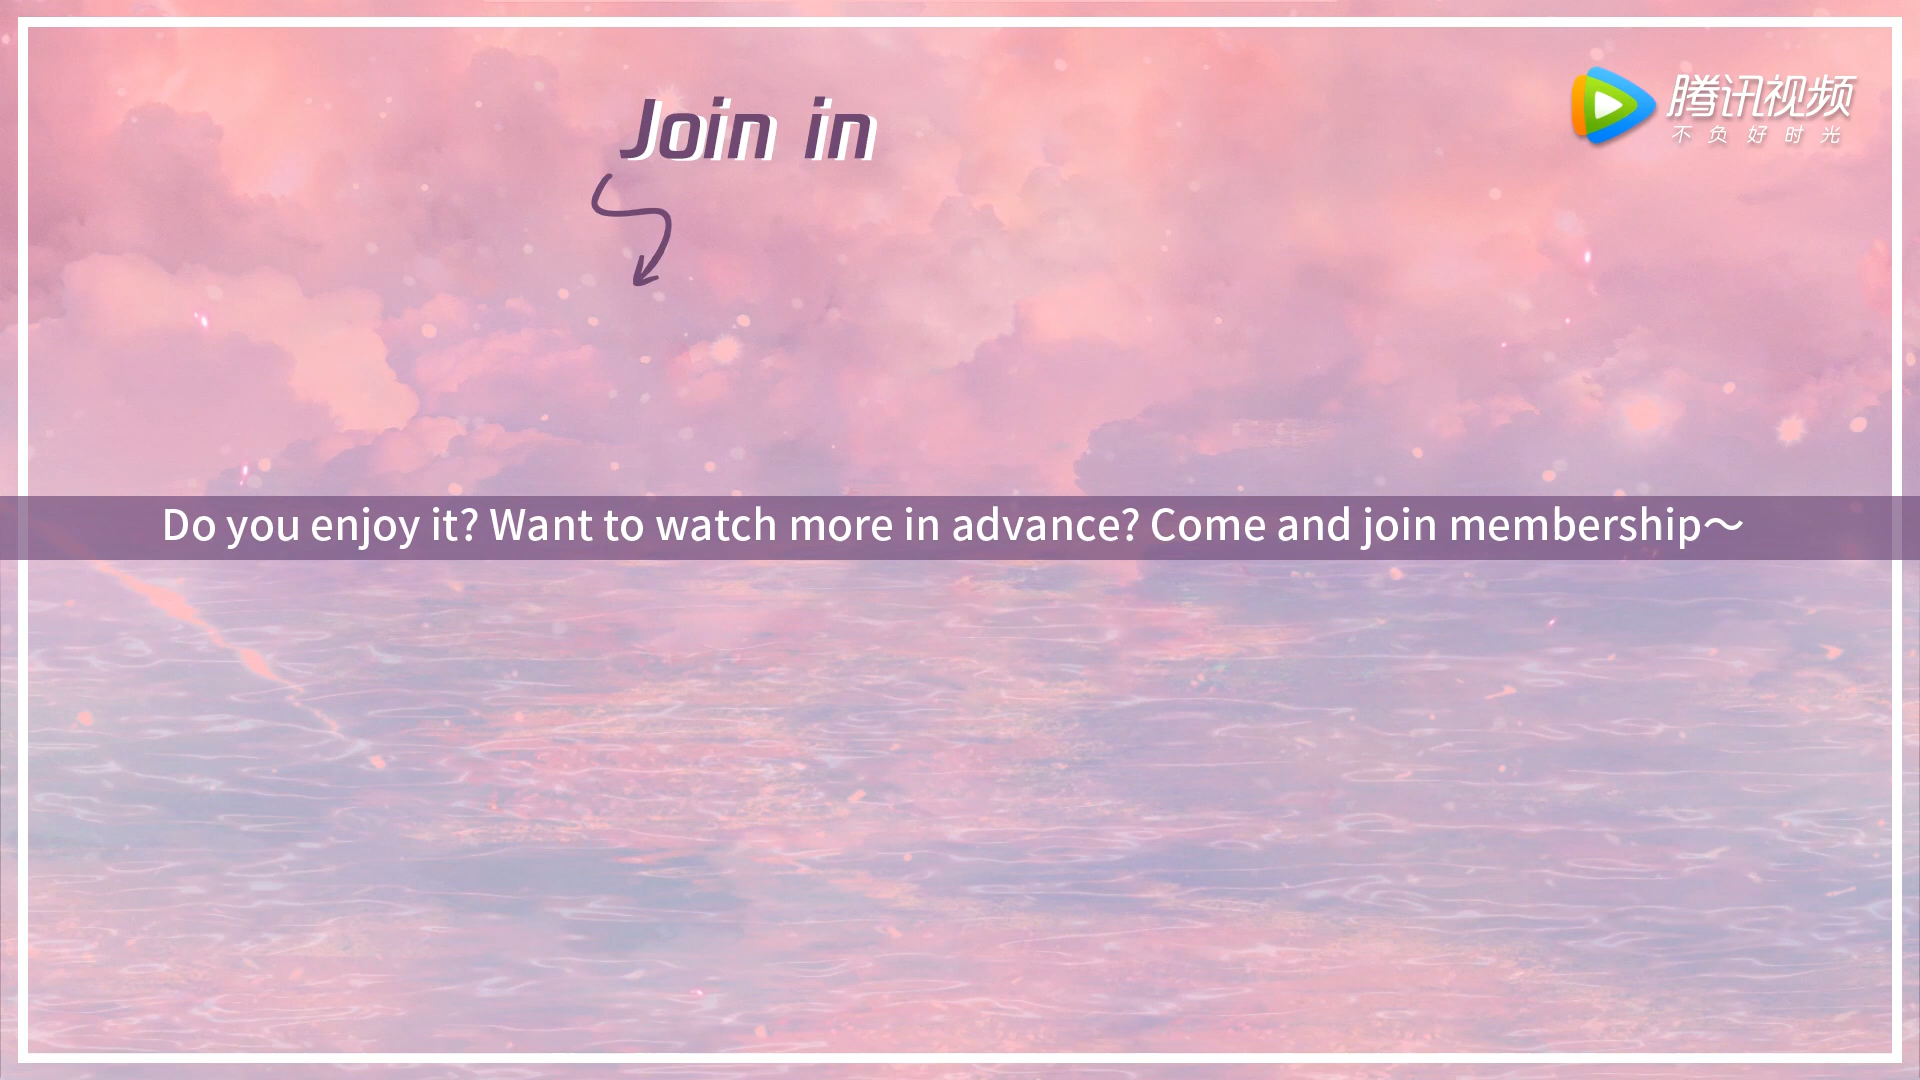 Join in
腾讯视频
不负好时光
Do you enjoy it? Want to watch more in advance? Come and join membership～